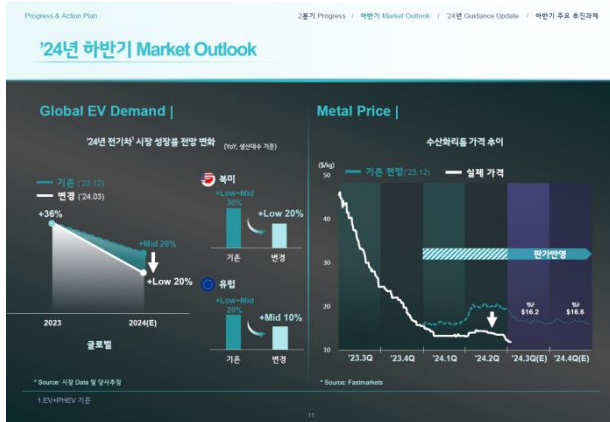 Progress & Action Plan
2분기 Progress / 하반기 Market Outlook / '24년 Guidance Update / 하반기 주요 추진과제
'24년 하반기 Market Outlook
Global EV Demand |
'24년 전기차¹ 시장 성장률 전망 변화 (YoY, 생산대수 기준)
기존 ('23.12)
변경 ('24.03)
+36%
+Mid 20%
+Low 20%
2023
2024(E)
글로벌
북미
+Low~Mid
30%
+Low 20%
기존
변경
유럽
+Low~Mid
20%
+Mid 10%
기존
변경
* Source: 시장 Data 및 당사추정
Metal Price |
수산화리튬 가격 추이
($/kg)
기존 전망('23.12)
실제 가격
50
40
30
20
10
판가반영
$16.2
$16.6
'23.3Q
'23.4Q
'24.1Q
'24.2Q
'24.3Q(E)
'24.4Q(E)
* Source: Fastmarkets
1.EV+PHEV 기준
11